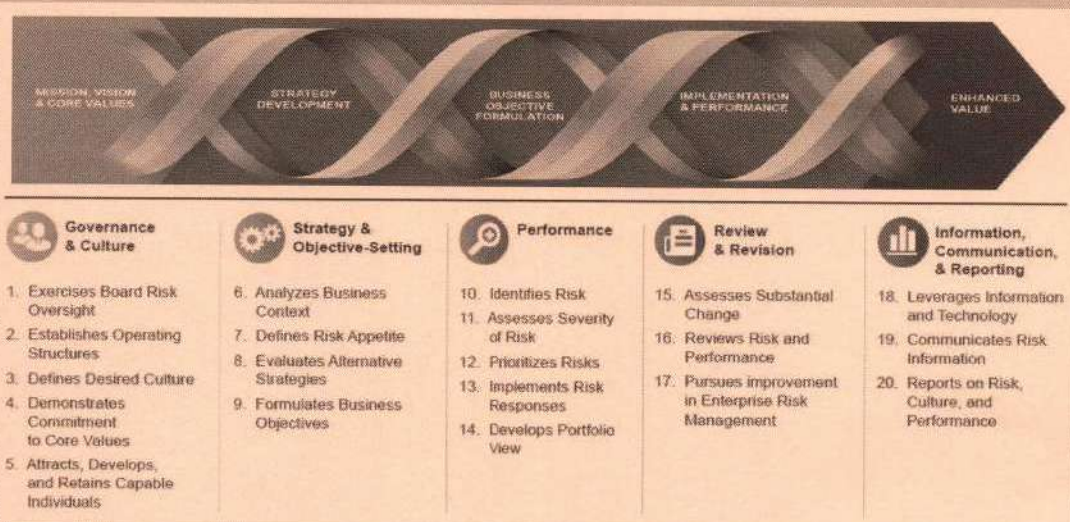 MISSION, VISION
& CORE VALUES
STRATEGY
DEVELOPMENT
BUSINESS
OBJECTIVE
FORMULATION
IMPLEMENTATION
& PERFORMANCE
ENHANCED
VALUE
Governance
& Culture
1. Exercises Board Risk
Oversight
2. Establishes Operating
Structures
3. Defines Desired Culture
4. Demonstrates
Commitment
to Core Values
5. Attracts, Develops,
and Retains Capable
Individuals
Strategy &
Objective-Setting
6. Analyzes Business
Context
7. Defines Risk Appetite
8. Evaluates Alternative
Strategies
9. Formulates Business
Objectives
Performance
10. Identifies Risk
11. Assesses Severity
of Risk
12. Prioritizes Risks
13. Implements Risk
Responses
14. Develops Portfolio
View
Review
& Revision
15. Assesses Substantial
Change
16. Reviews Risk and
Performance
17. Pursues improvement
in Enterprise Risk
Management
Information,
Communication,
& Reporting
18. Leverages Information
and Technology
19. Communicates Risk
Information
20. Reports on Risk,
Culture, and
Performance